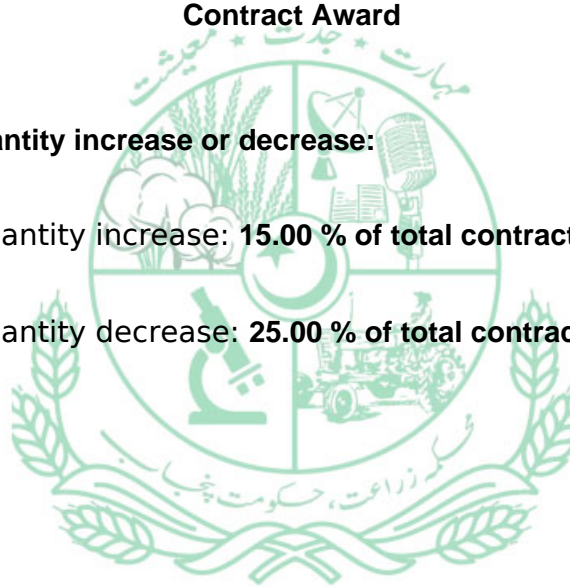 Contract Award
مہارت ★ جدت ★ معیشت
antity increase or decrease:
antity increase: 15.00 % of total contract
antity decrease: 25.00 % of total contrac
محکمہ زراعت، حکومت پنجاب